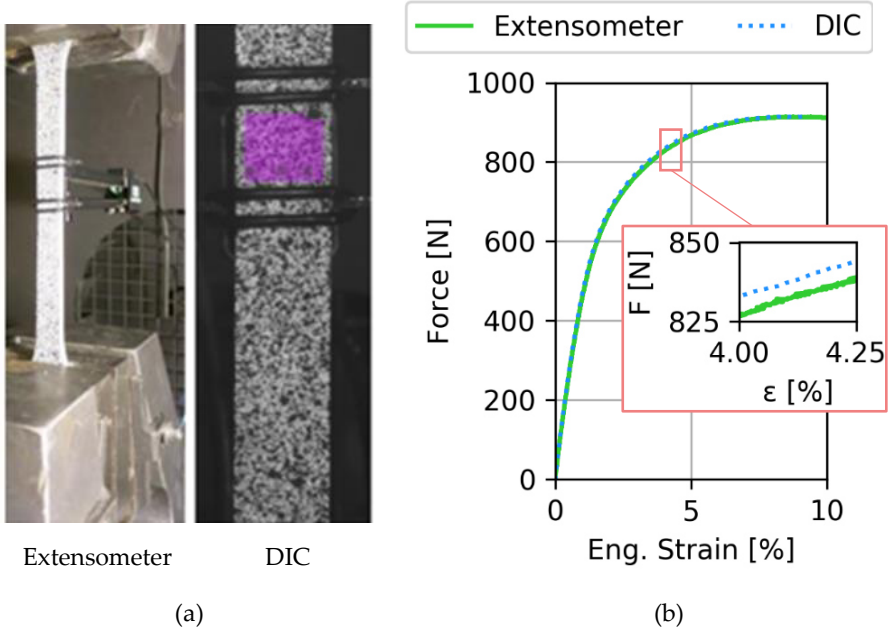 Extensometer
DIC
1000
800
600
400
200
0
Force [N]
0
5
10
Eng. Strain [%]
850
825
F [N]
4.00
4.25
ε [%]
Extensometer
DIC
(a)
(b)